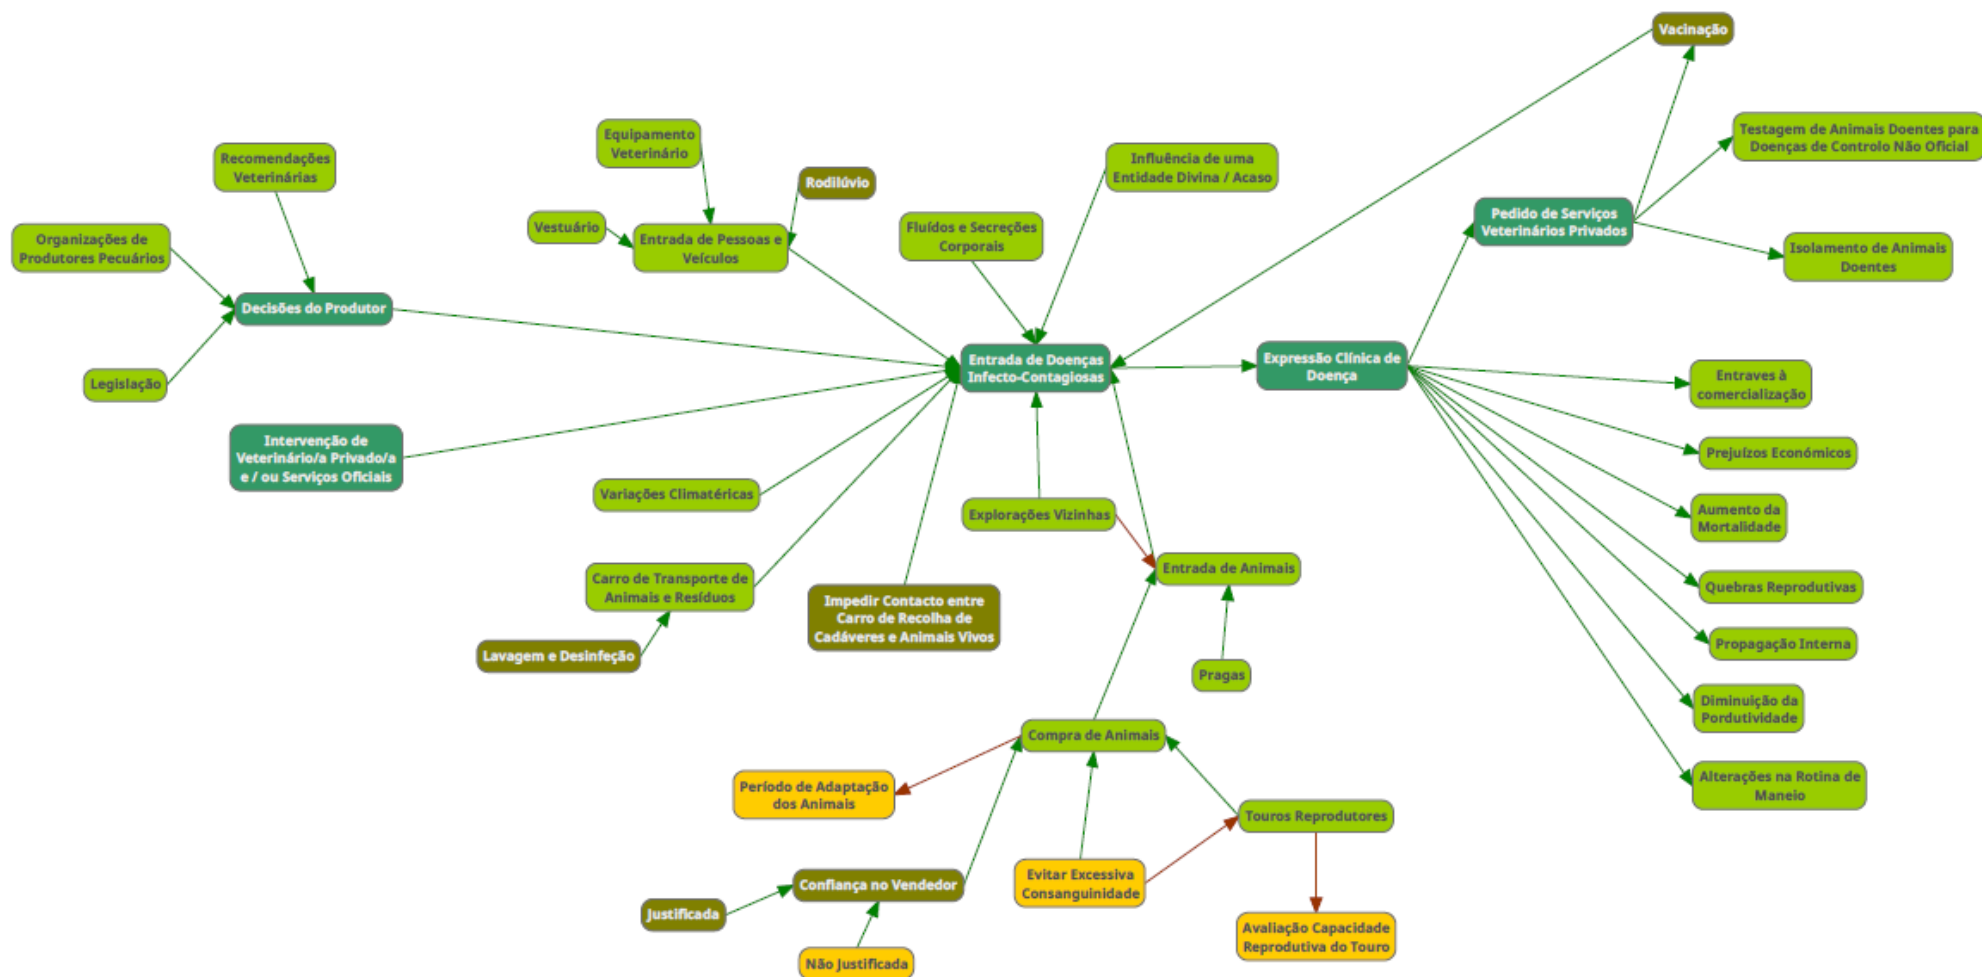 Vacinação
Testagem de Animais Doentes para
Doenças de Controlo Não Oficial
Equipamento
Veterinário
Recomendações
Veterinárias
Influência de uma
Entidade Divina / Acaso
Rodilúvio
Pedido de Serviços
Veterinários Privados
Vestuário
Entrada de Pessoas e
Veículos
Fluídos e Secreções
Corporais
Organizações de
Produtores Pecuários
Isolamento de Animais
Doentes
Decisões do Produtor
Entrada de Doenças
Infecto-Contagiosas
Expressão Clínica de
Doença
Legislação
Entraves à
comercialização
Intervenção de
Veterinário/a Privado/a
e / ou Serviços Oficiais
Prejuízos Económicos
Variações Climatéricas
Explorações Vizinhas
Aumento da
Mortalidade
Entrada de Animais
Carro de Transporte de
Animais e Resíduos
Quebras Reprodutivas
Impedir Contacto entre
Carro de Recolha de
Cadáveres e Animais Vivos
Propagação Interna
Lavagem e Desinfeção
Pragas
Diminuição da
Pordutividade
Compra de Animais
Alterações na Rotina de
Maneio
Período de Adaptação
dos Animais
Touros Reprodutores
Confiança no Vendedor
Evitar Excessiva
Consanguinidade
Justificada
Avaliação Capacidade
Reprodutiva do Touro
Não Justificada